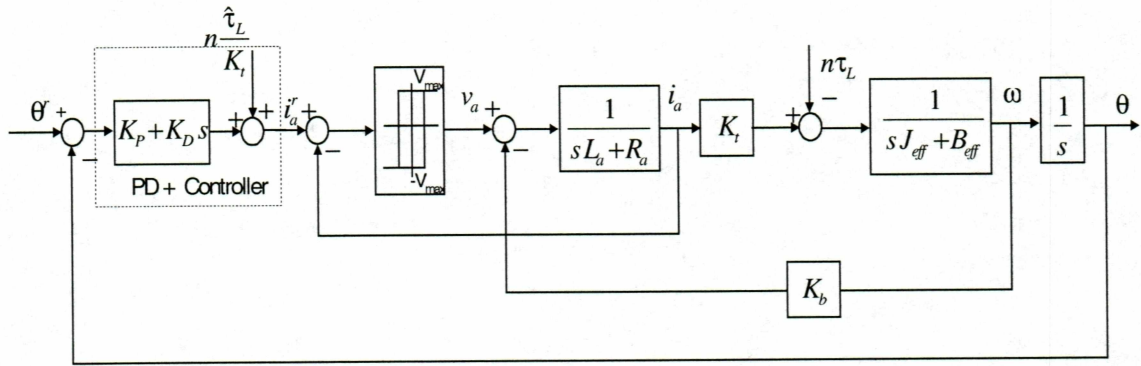 n τ̂_L / K_t
θ^r + −
K_P + K_D s
+ +
PD + Controller
i_a^r + −
V_max
-V_max
v_a + −
1 / (sL_a + R_a)
i_a
K_t
nτ_L
+ −
1 / (sJ_eff + B_eff)
ω
1 / s
θ
K_b